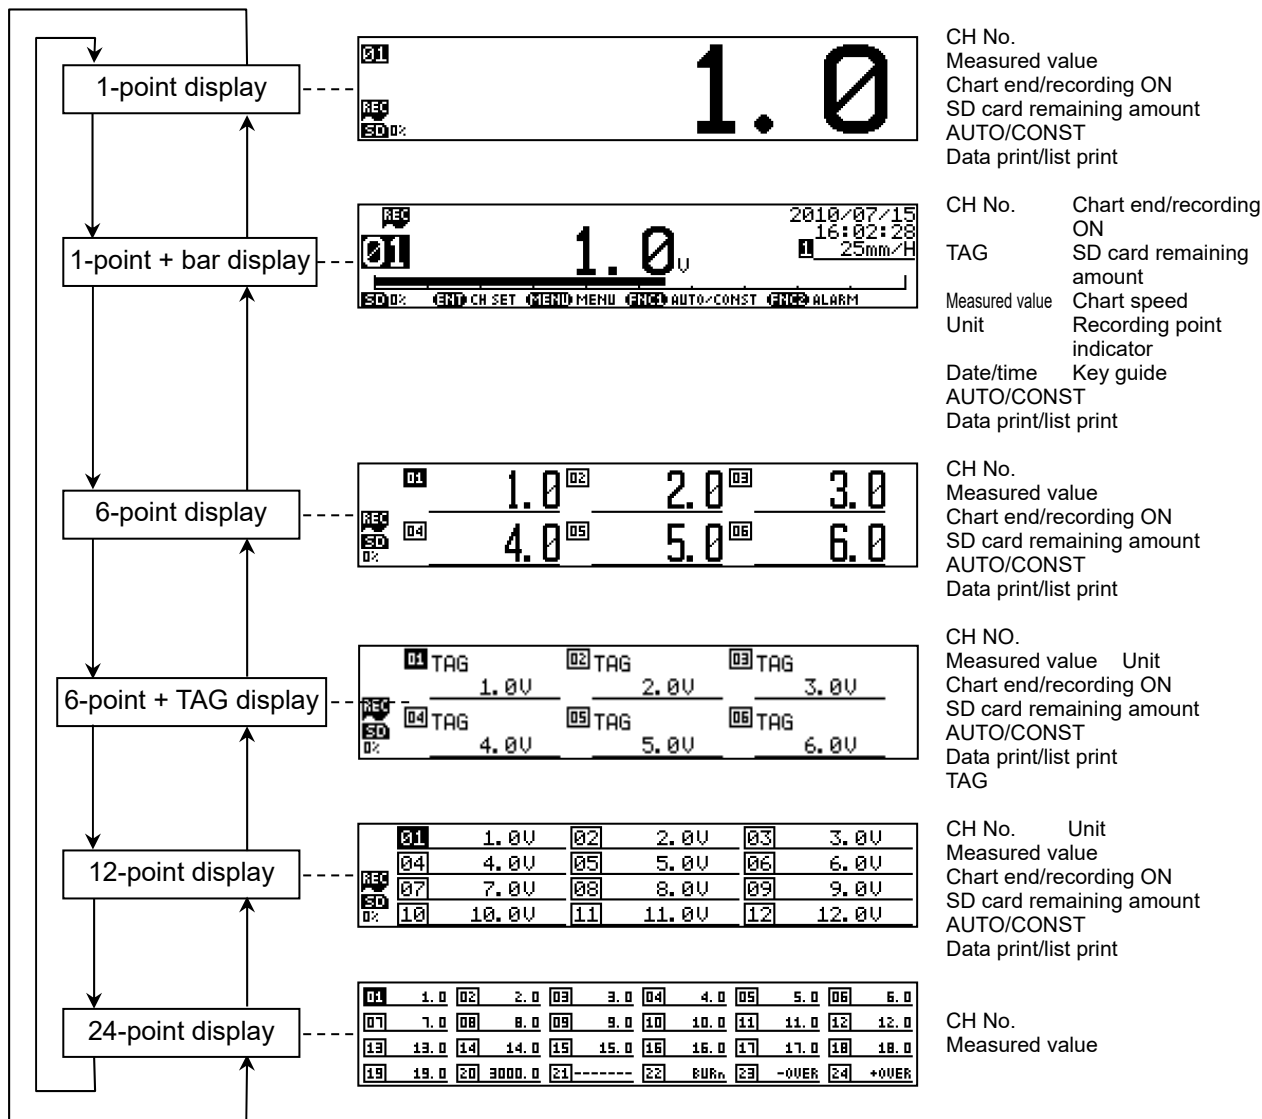 1-point display
01
1.0
REC
SD 0%
CH No.
Measured value
Chart end/recording ON
SD card remaining amount
AUTO/CONST
Data print/list print
1-point + bar display
REC
2010/07/15
16:02:28
01
1.0 V
1 25mm/H
SD 0% ENT CH SET MENU MENU FNC1 AUTO/CONST FNC2 ALARM
CH No. Chart end/recording
ON
TAG SD card remaining
amount
Measured value Chart speed
Unit Recording point
indicator
Date/time Key guide
AUTO/CONST
Data print/list print
6-point display
01 1.0 02 2.0 03 3.0
REC
04 4.0 05 5.0 06 6.0
SD
0%
CH No.
Measured value
Chart end/recording ON
SD card remaining amount
AUTO/CONST
Data print/list print
6-point + TAG display
01 TAG 02 TAG 03 TAG
1.0V 2.0V 3.0V
REC
04 TAG 05 TAG 06 TAG
SD
0% 4.0V 5.0V 6.0V
CH NO.
Measured value Unit
Chart end/recording ON
SD card remaining amount
AUTO/CONST
Data print/list print
TAG
12-point display
01 1.0V 02 2.0V 03 3.0V
04 4.0V 05 5.0V 06 6.0V
REC
07 7.0V 08 8.0V 09 9.0V
SD
0% 10 10.0V 11 11.0V 12 12.0V
CH No. Unit
Measured value
Chart end/recording ON
SD card remaining amount
AUTO/CONST
Data print/list print
24-point display
01 1.0 02 2.0 03 3.0 04 4.0 05 5.0 06 6.0
07 7.0 08 8.0 09 9.0 10 10.0 11 11.0 12 12.0
13 13.0 14 14.0 15 15.0 16 16.0 17 17.0 18 18.0
19 19.0 20 3000.0 21 ------- 22 BURn 23 -OVER 24 +OVER
CH No.
Measured value